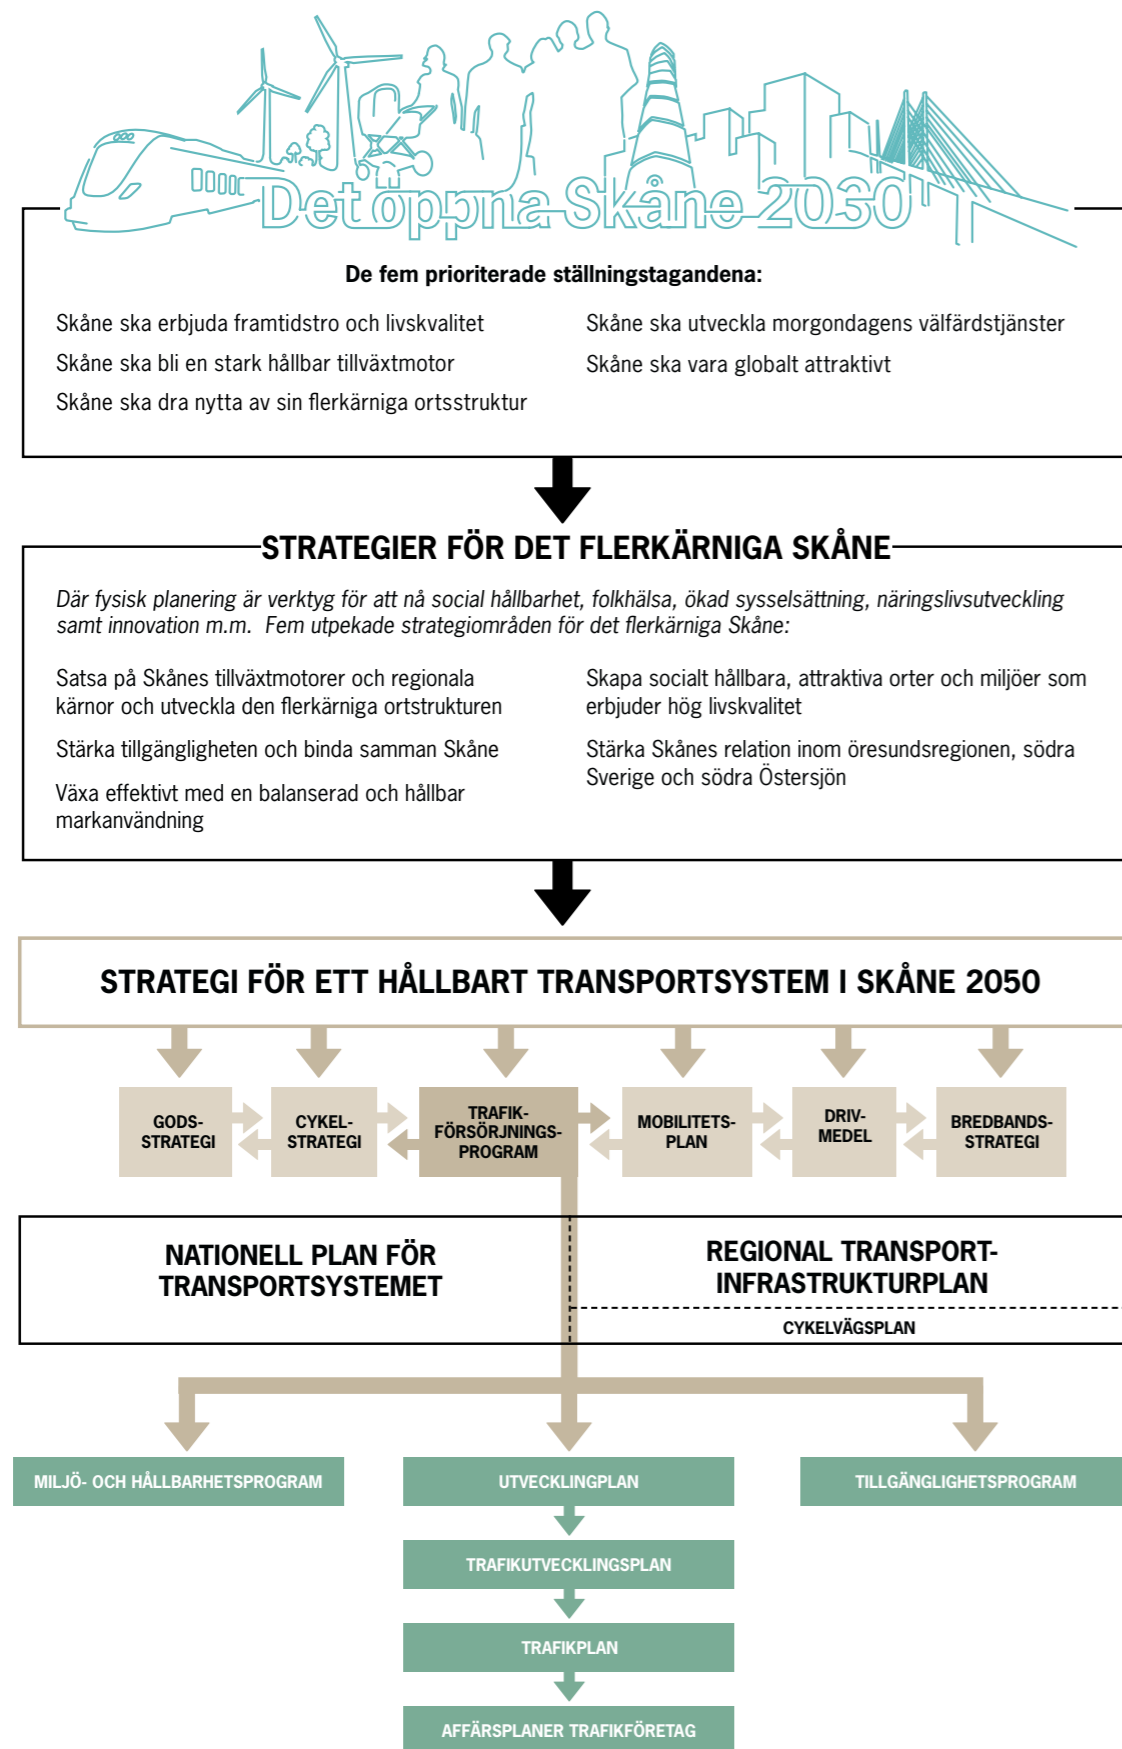 Det öppna Skåne 2030
De fem prioriterade ställningstagandena:
Skåne ska erbjuda framtidstro och livskvalitet
Skåne ska bli en stark hållbar tillväxtmotor
Skåne ska dra nytta av sin flerkärniga ortsstruktur
Skåne ska utveckla morgondagens välfärdstjänster
Skåne ska vara globalt attraktivt
STRATEGIER FÖR DET FLERKÄRNIGA SKÅNE
Där fysisk planering är verktyg för att nå social hållbarhet, folkhälsa, ökad sysselsättning, näringslivsutveckling
samt innovation m.m. Fem utpekade strategiområden för det flerkärniga Skåne:
Satsa på Skånes tillväxtmotorer och regionala
kärnor och utveckla den flerkärniga ortstrukturen
Stärka tillgängligheten och binda samman Skåne
Växa effektivt med en balanserad och hållbar
markanvändning
Skapa socialt hållbara, attraktiva orter och miljöer som
erbjuder hög livskvalitet
Stärka Skånes relation inom öresundsregionen, södra
Sverige och södra Östersjön
STRATEGI FÖR ETT HÅLLBART TRANSPORTSYSTEM I SKÅNE 2050
GODS-
STRATEGI
CYKEL-
STRATEGI
TRAFIK-
FÖRSÖRJNINGS-
PROGRAM
MOBILITETS-
PLAN
DRIV-
MEDEL
BREDBANDS-
STRATEGI
NATIONELL PLAN FÖR
TRANSPORTSYSTEMET
REGIONAL TRANSPORT-
INFRASTRUKTURPLAN
CYKELVÄGSPLAN
MILJÖ- OCH HÅLLBARHETSPROGRAM
UTVECKLINGPLAN
TILLGÄNGLIGHETSPROGRAM
TRAFIKUTVECKLINGSPLAN
TRAFIKPLAN
AFFÄRSPLANER TRAFIKFÖRETAG